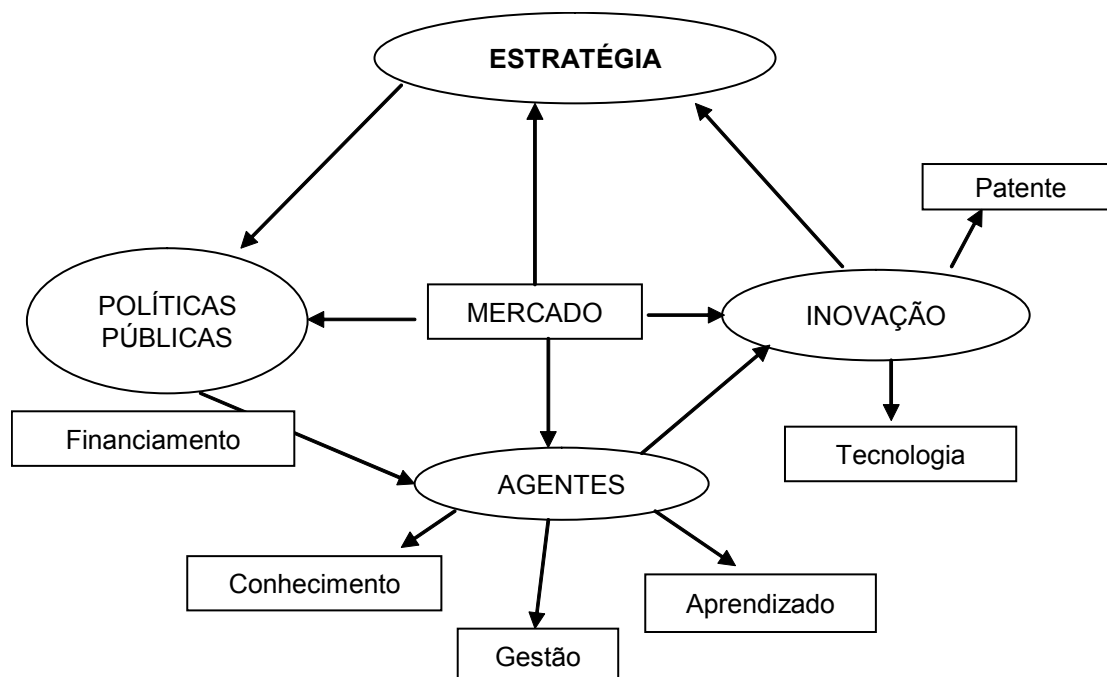 ESTRATÉGIA
Patente
POLÍTICAS
PÚBLICAS
MERCADO
INOVAÇÃO
Financiamento
Tecnologia
AGENTES
Conhecimento
Aprendizado
Gestão